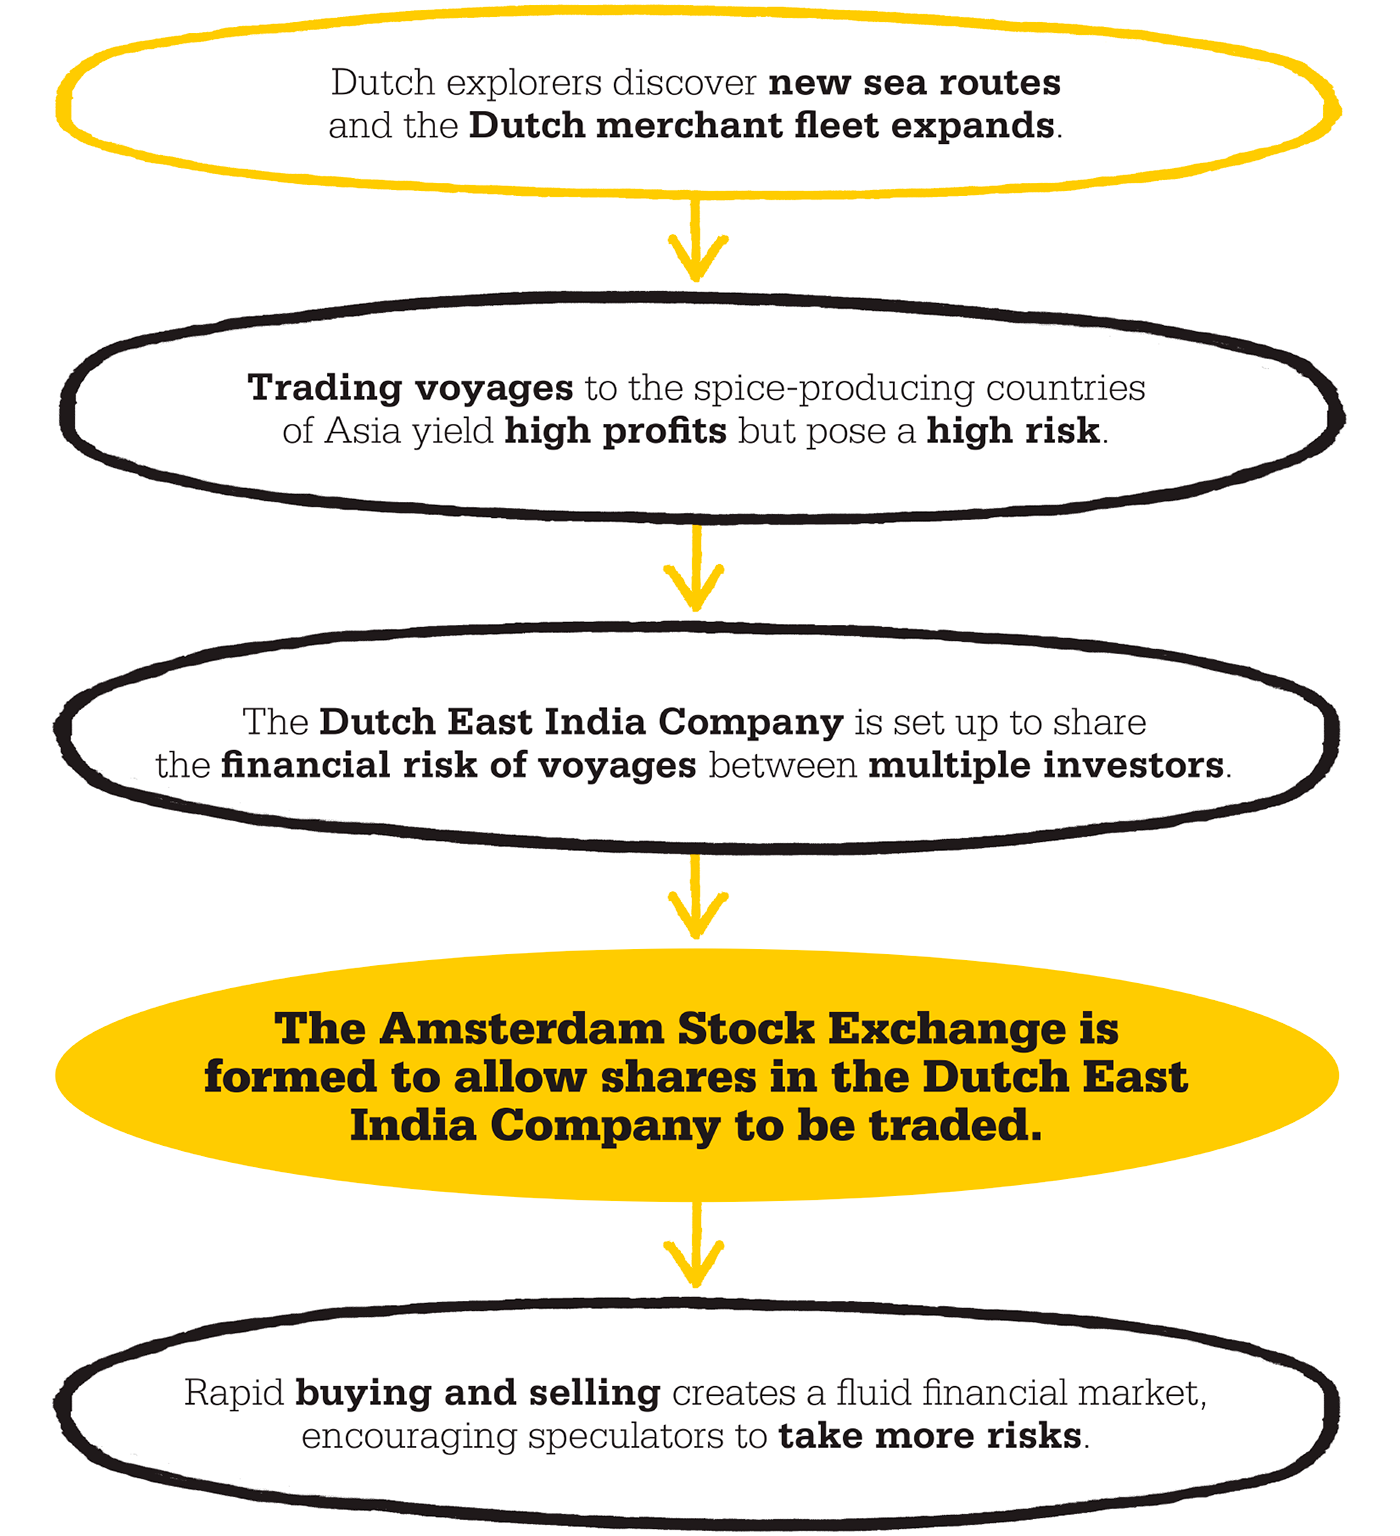 Dutch explorers discover new sea routes
and the Dutch merchant fleet expands.
Trading voyages to the spice-producing countries
of Asia yield high profits but pose a high risk.
The Dutch East India Company is set up to share
the financial risk of voyages between multiple investors.
The Amsterdam Stock Exchange is
formed to allow shares in the Dutch East
India Company to be traded.
Rapid buying and selling creates a fluid financial market,
encouraging speculators to take more risks.